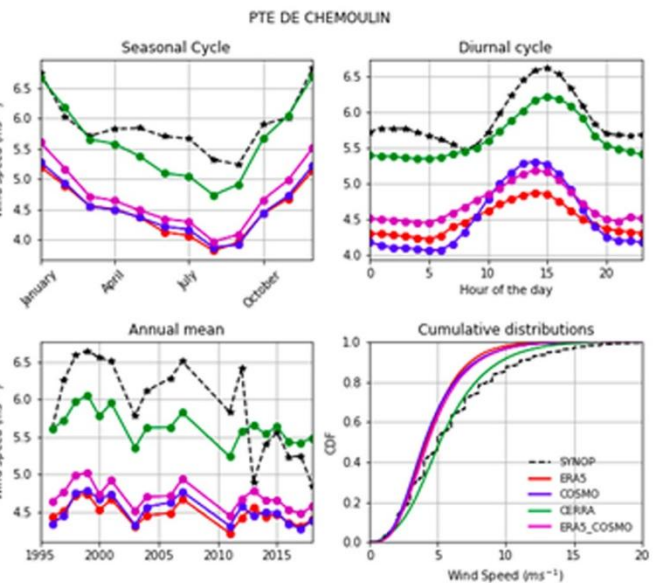 PTE DE CHEMOULIN
Seasonal Cycle
6.5
6.0
5.5
5.0
4.5
4.0
January
April
July
October
Diurnal cycle
6.5
6.0
5.5
5.0
4.5
4.0
0
5
10
15
20
Hour of the day
Annual mean
6.5
6.0
5.5
5.0
4.5
1995
2000
2005
2010
2015
Cumulative distributions
CDF
1.0
0.8
0.6
0.4
0.2
0.0
SYNOP
ERA5
COSMO
CERRA
ERA5_COSMO
0
5
10
15
20
Wind Speed (ms⁻¹)